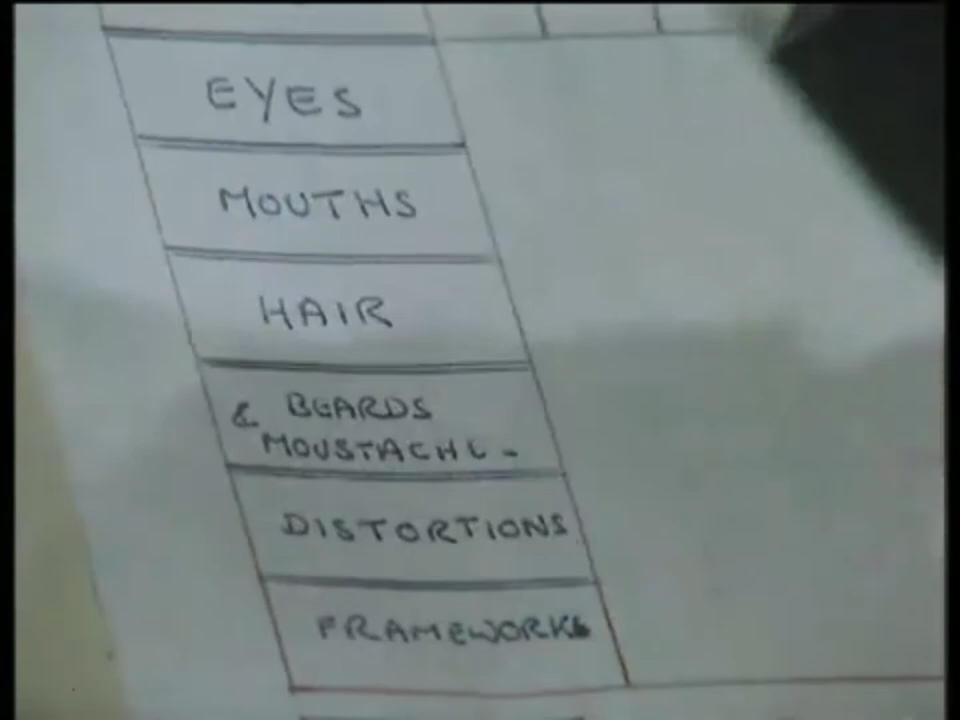 EYES
MOUTHS
HAIR
& BEARDS
MOUSTACHE -
DISTORTIONS
FRAMEWORKS